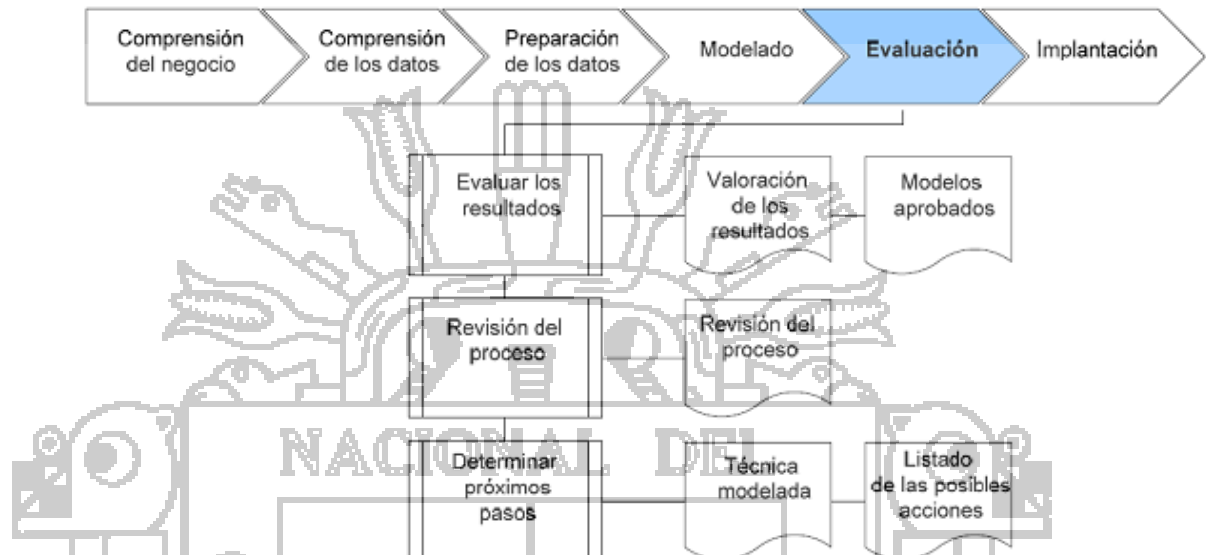 Comprensión
del negocio
Comprensión
de los datos
Preparación
de los datos
Modelado
Evaluación
Implantación
Evaluar los
resultados
Valoración
de los
resultados
Modelos
aprobados
Revisión del
proceso
Revisión del
proceso
NACIONAL DEL
Determinar
próximos
pasos
Técnica
modelada
Listado
de las posibles
acciones